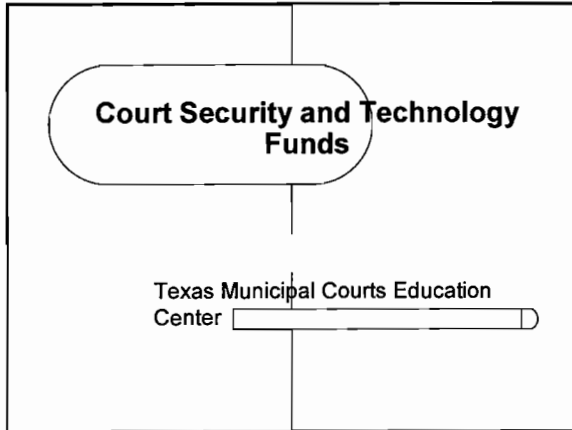 Court Security and Technology
Funds
Texas Municipal Courts Education
Center